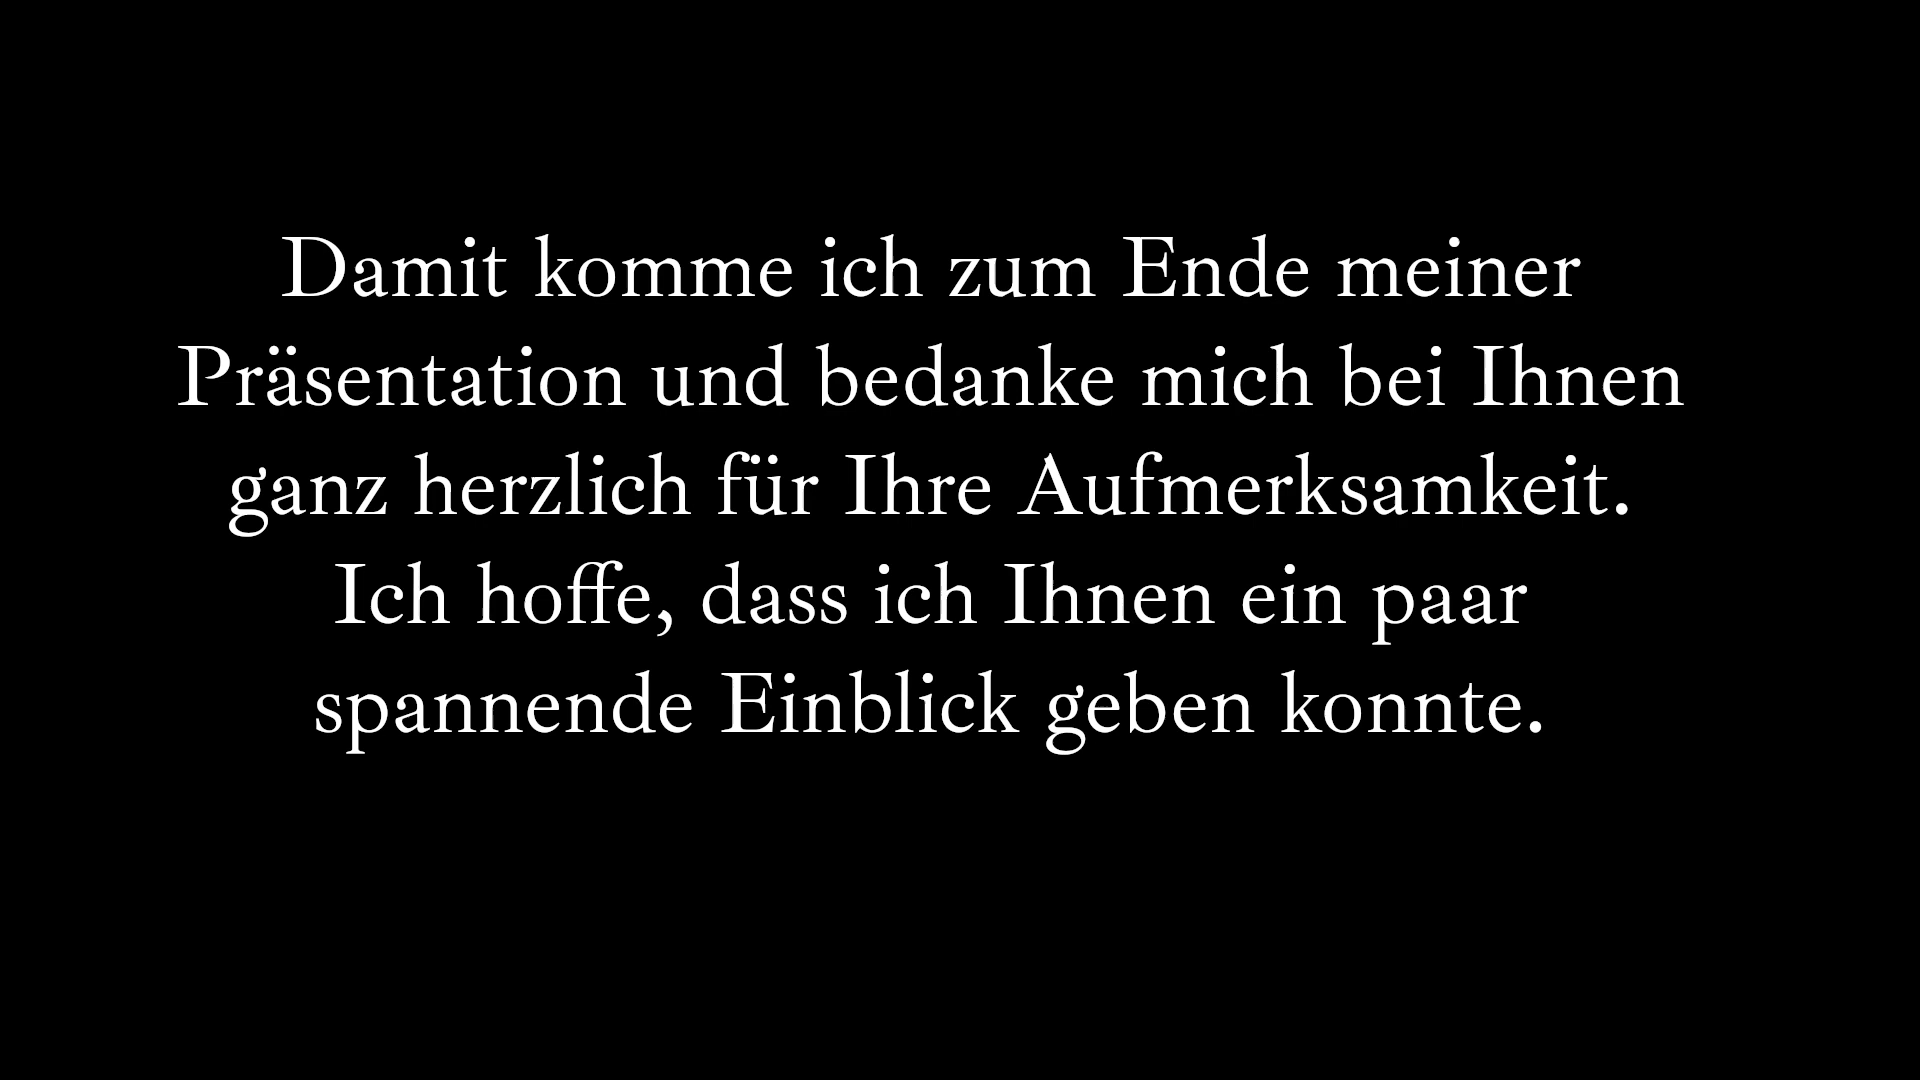 Damit komme ich zum Ende meiner
Präsentation und bedanke mich bei Ihnen
ganz herzlich für Ihre Aufmerksamkeit.
Ich hoffe, dass ich Ihnen ein paar
spannende Einblick geben konnte.